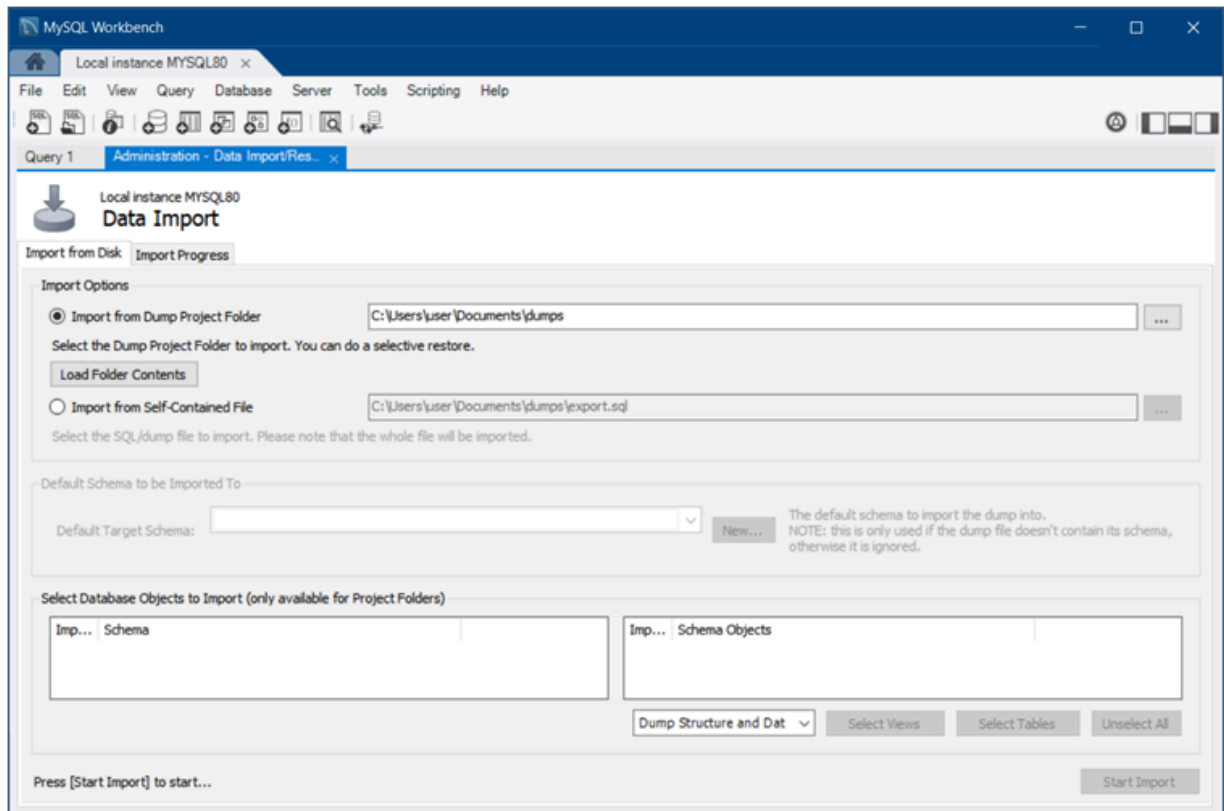 MySQL Workbench
Local instance MYSQL80
File Edit View Query Database Server Tools Scripting Help
Query 1 Administration - Data Import/Res...
Local instance MYSQL80
Data Import
Import from Disk Import Progress
Import Options
Import from Dump Project Folder C:\Users\user\Documents\dumps ...
Select the Dump Project Folder to import. You can do a selective restore.
Load Folder Contents
Import from Self-Contained File C:\Users\user\Documents\dumps\export.sql ...
Select the SQL/dump file to import. Please note that the whole file will be imported.
Default Schema to be Imported To
Default Target Schema: New...
The default schema to import the dump into.
NOTE: this is only used if the dump file doesn't contain its schema,
otherwise it is ignored.
Select Database Objects to Import (only available for Project Folders)
Imp... Schema Imp... Schema Objects
Dump Structure and Dat Select Views Select Tables Unselect All
Press [Start Import] to start... Start Import